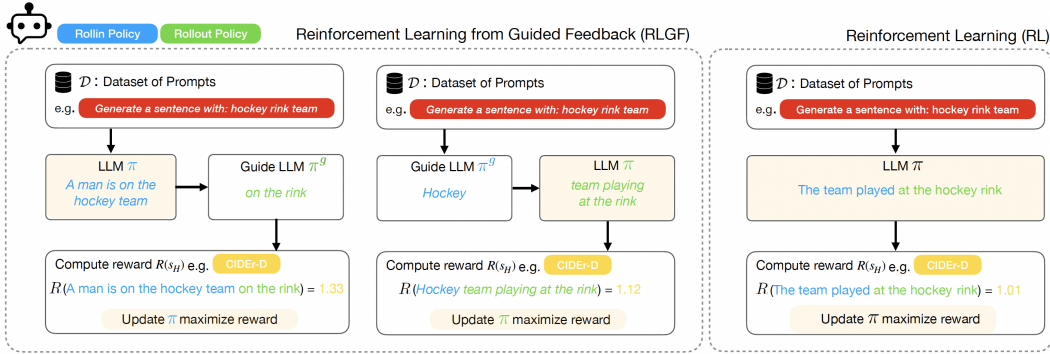 Rollin Policy
Rollout Policy
Reinforcement Learning from Guided Feedback (RLGF)
Reinforcement Learning (RL)
𝒟 : Dataset of Prompts
e.g. Generate a sentence with: hockey rink team
LLM π
A man is on the
hockey team
Guide LLM π^g
on the rink
Compute reward R(s_H) e.g. CIDEr-D
R(A man is on the hockey team on the rink) = 1.33
Update π maximize reward
𝒟 : Dataset of Prompts
e.g. Generate a sentence with: hockey rink team
Guide LLM π^g
Hockey
LLM π
team playing
at the rink
Compute reward R(s_H) e.g. CIDEr-D
R(Hockey team playing at the rink) = 1.12
Update π maximize reward
𝒟 : Dataset of Prompts
e.g. Generate a sentence with: hockey rink team
LLM π
The team played at the hockey rink
Compute reward R(s_H) e.g. CIDEr-D
R(The team played at the hockey rink) = 1.01
Update π maximize reward